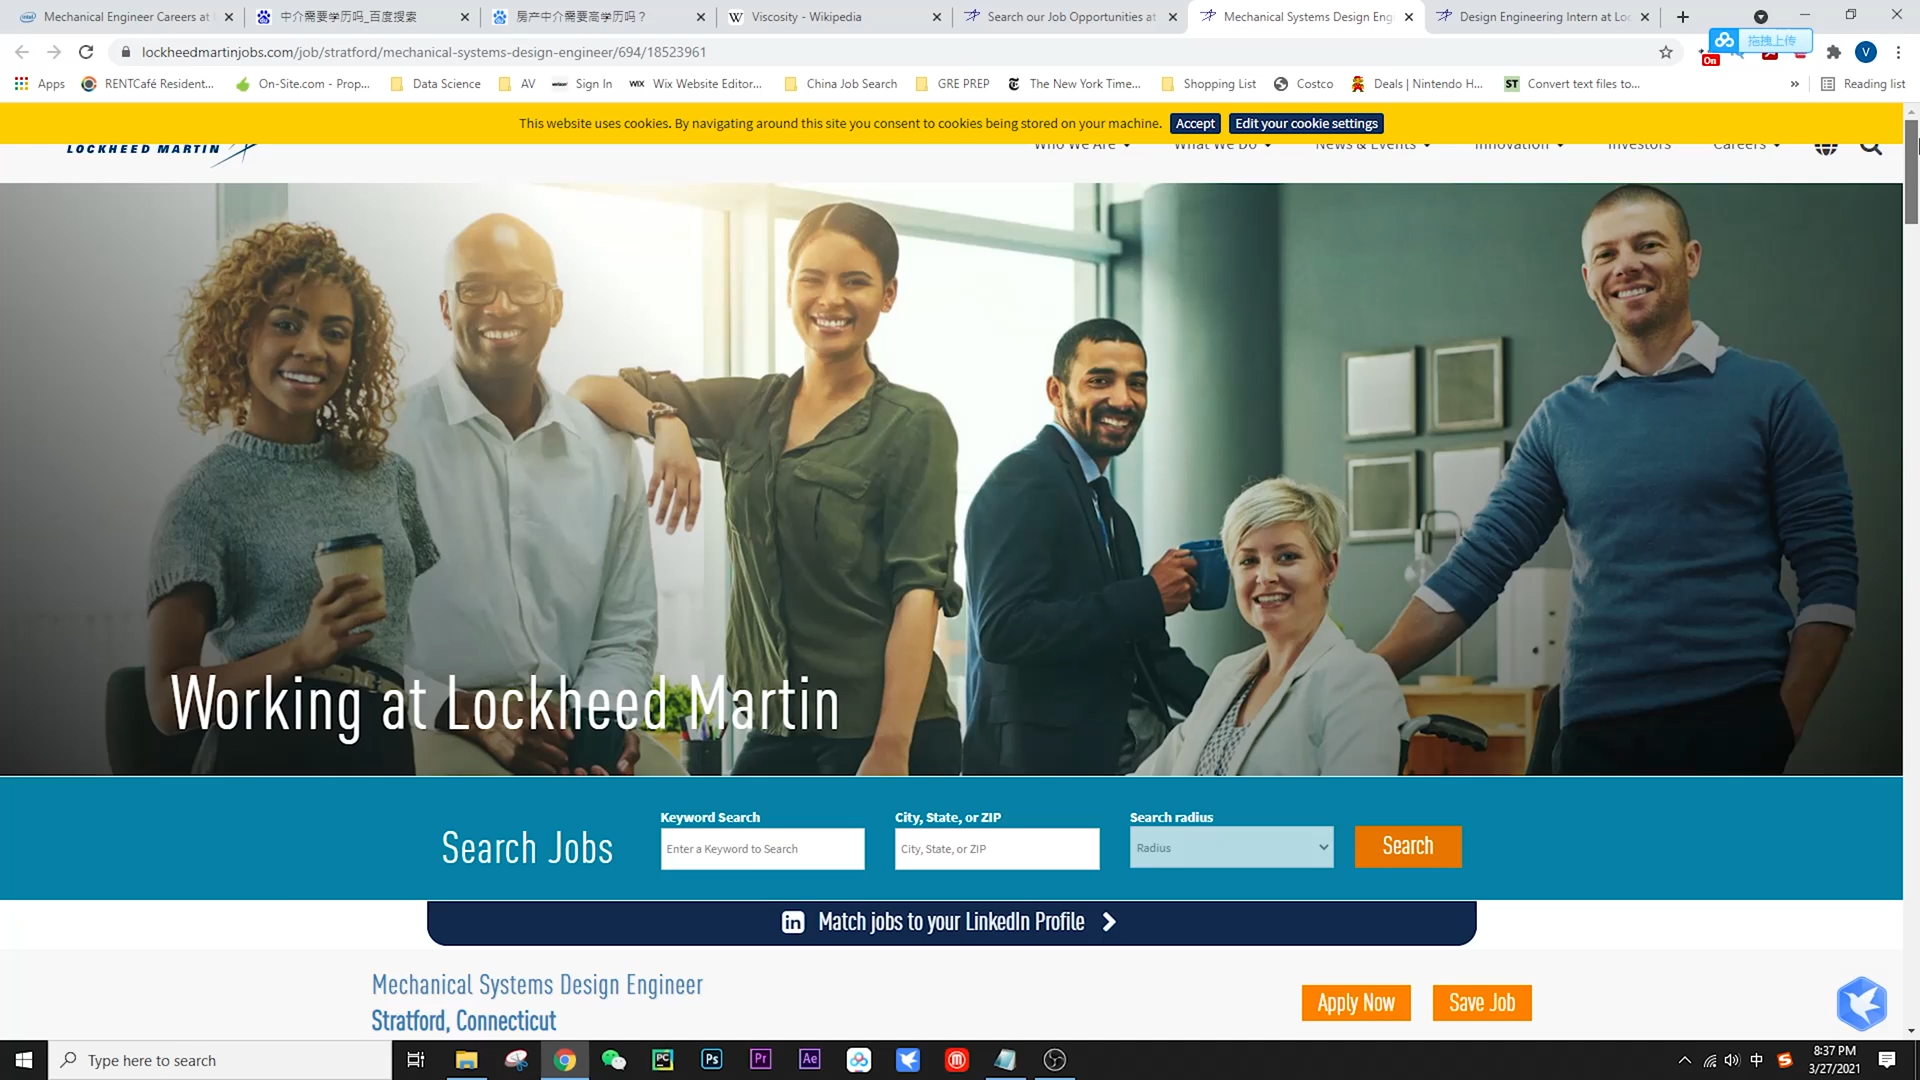 Mechanical Engineer Careers at
中介需要学历吗_百度搜索
房产中介需要高学历吗？
Viscosity - Wikipedia
Search our Job Opportunities at
Mechanical Systems Design Eng
Design Engineering Intern at Loc
拖拽上传
lockheedmartinjobs.com/job/stratford/mechanical-systems-design-engineer/694/18523961
On
V
Apps
RENTCafé Resident...
On-Site.com - Prop...
Data Science
AV
Sign In
WIX Wix Website Editor...
China Job Search
GRE PREP
The New York Time...
Shopping List
Costco
Deals | Nintendo H...
ST Convert text files to...
»
Reading list
This website uses cookies. By navigating around this site you consent to cookies being stored on your machine. Accept Edit your cookie settings
LOCKHEED MARTIN
Who We Are
What We Do
News & Events
Innovation
Investors
Careers
Working at Lockheed Martin
Search Jobs
Keyword Search
Enter a Keyword to Search
City, State, or ZIP
City, State, or ZIP
Search radius
Radius
Search
in Match jobs to your LinkedIn Profile
Mechanical Systems Design Engineer
Stratford, Connecticut
Apply Now
Save Job
Type here to search
PC
Ps
Pr
Ae
中
S
8:37 PM
3/27/2021